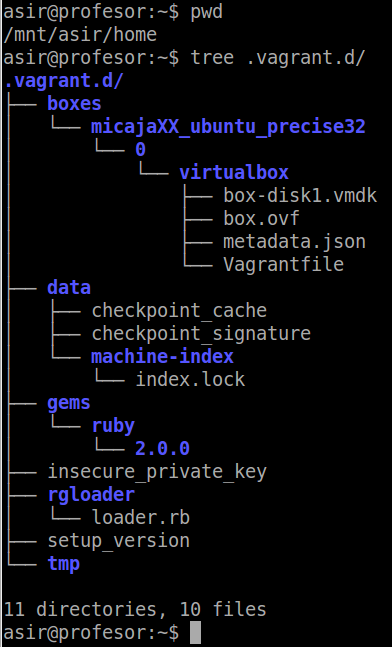 asir@profesor:~$ pwd
/mnt/asir/home
asir@profesor:~$ tree .vagrant.d/
.vagrant.d/
├── boxes
│   └── micajaXX_ubuntu_precise32
│       └── 0
│           └── virtualbox
│               ├── box-disk1.vmdk
│               ├── box.ovf
│               ├── metadata.json
│               └── Vagrantfile
├── data
│   ├── checkpoint_cache
│   ├── checkpoint_signature
│   └── machine-index
│       └── index.lock
├── gems
│   └── ruby
│       └── 2.0.0
├── insecure_private_key
├── rgloader
│   └── loader.rb
├── setup_version
└── tmp

11 directories, 10 files
asir@profesor:~$